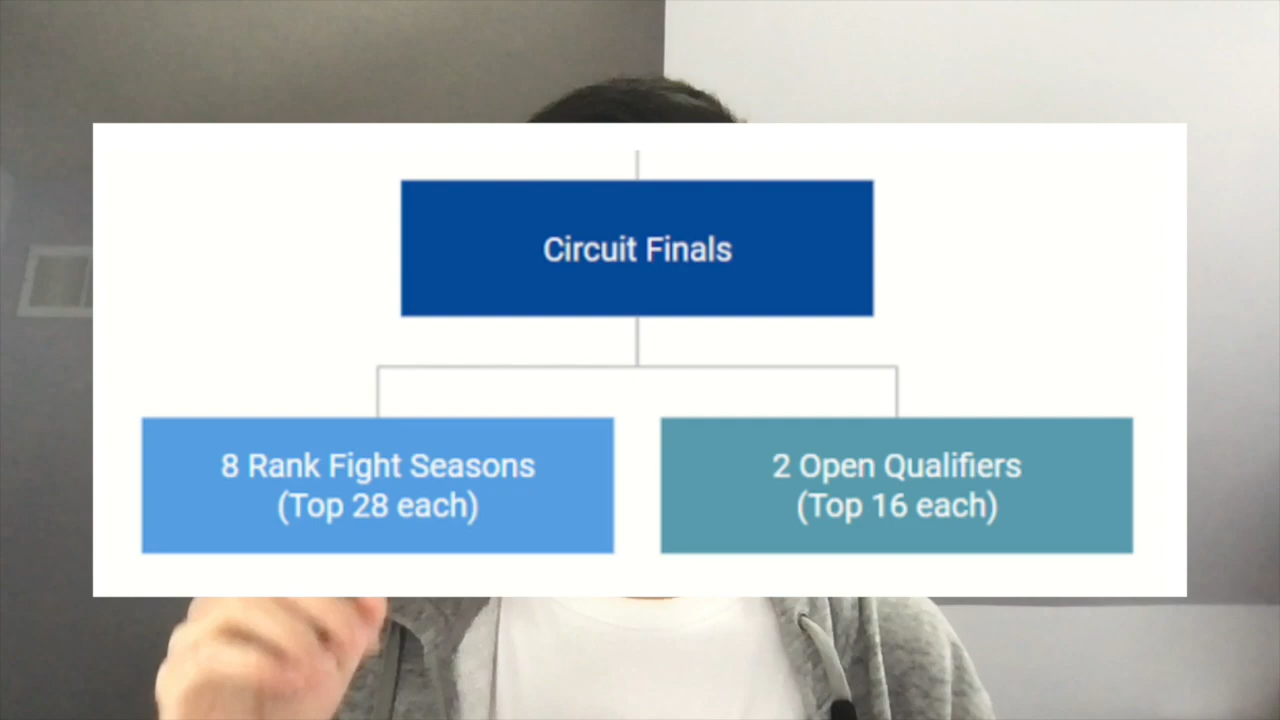 Circuit Finals
8 Rank Fight Seasons
(Top 28 each)
2 Open Qualifiers
(Top 16 each)